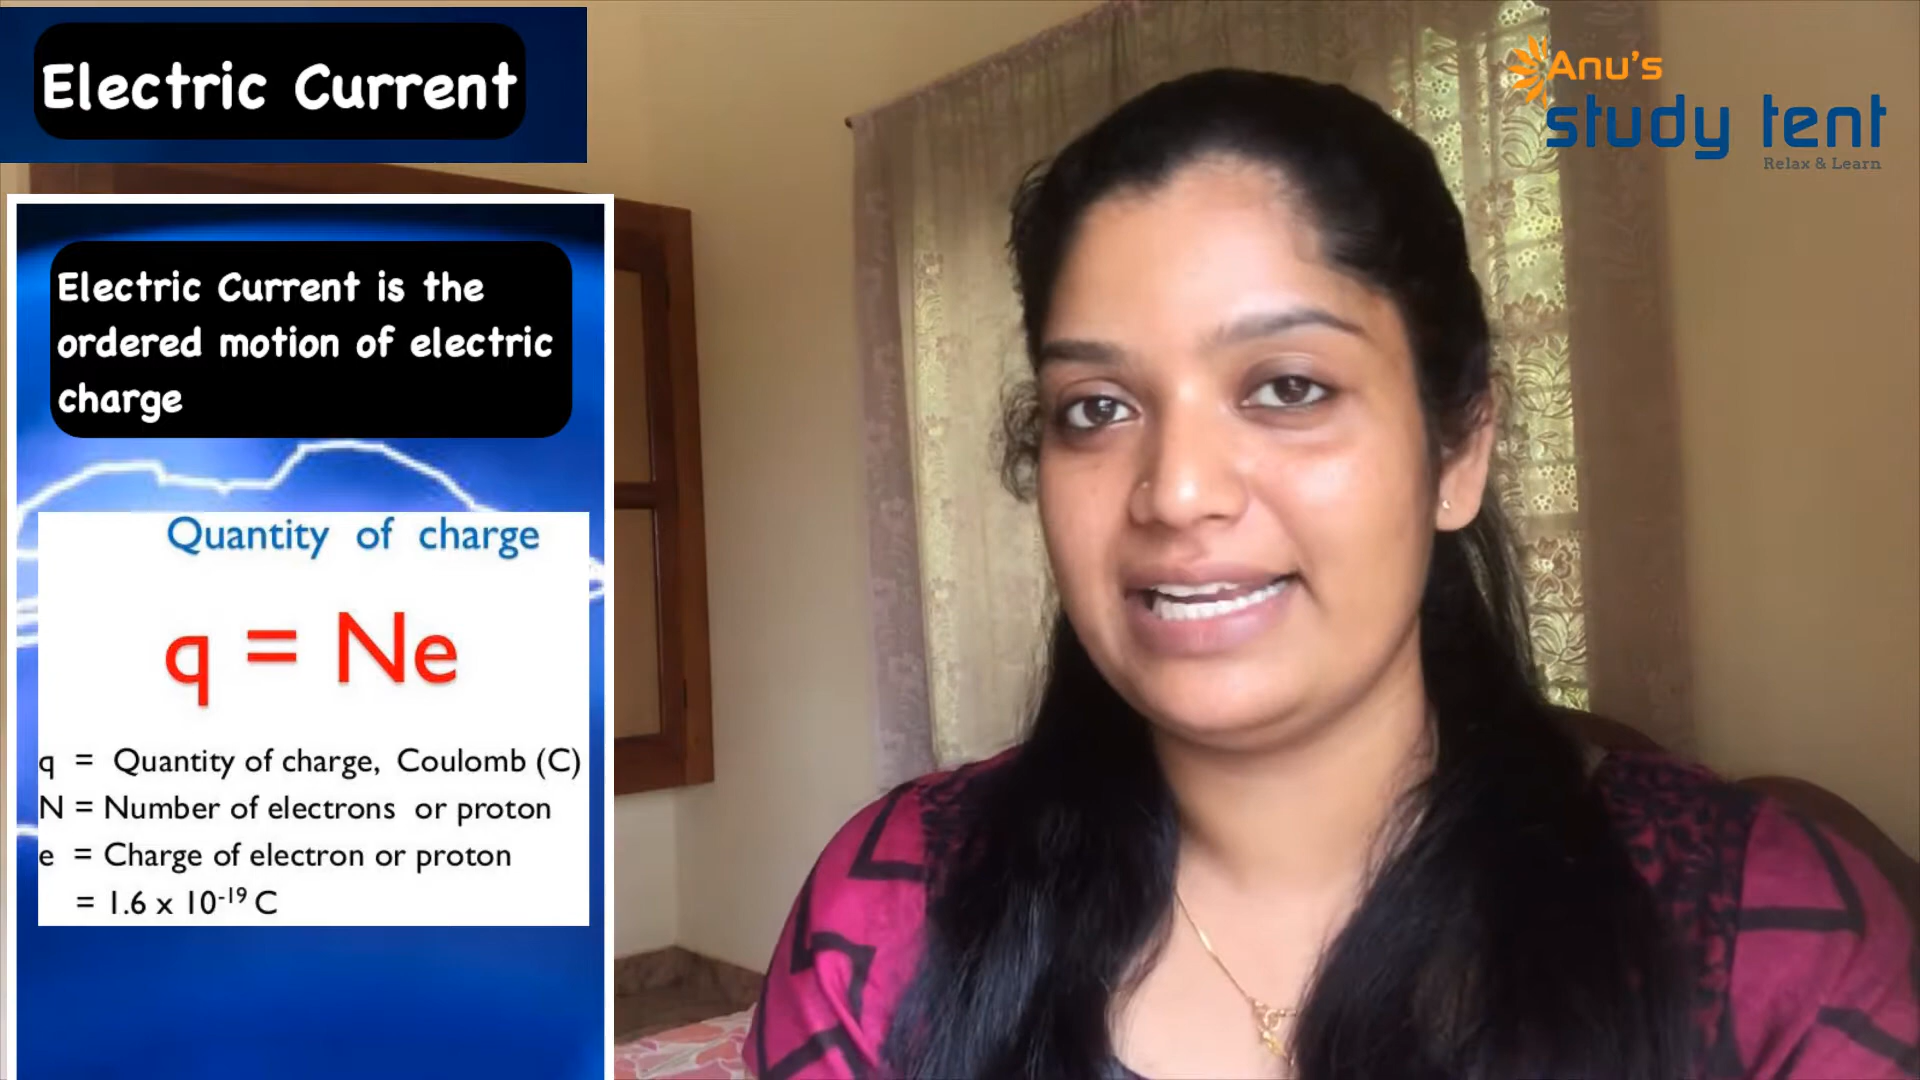 Electric Current
Anu's
study tent
Relax & Learn
Electric Current is the
ordered motion of electric
charge
Quantity of charge
q = Ne
q = Quantity of charge, Coulomb (C)
N = Number of electrons or proton
e = Charge of electron or proton
= 1.6 x 10⁻¹⁹ C